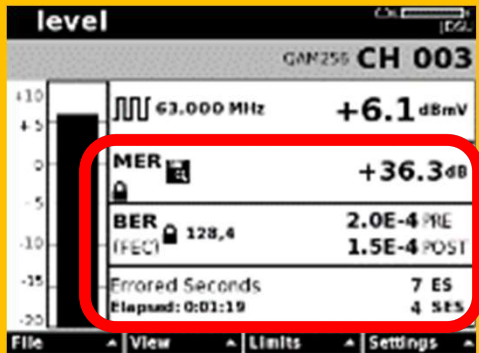 level
QAM256 CH 003
63.000 MHz +6.1 dBmV
+10
+5
0
-5
-10
-15
-20
MER +36.3 dB
BER 128,4 2.0E-4 PRE
(FEC) 1.5E-4 POST
Errored Seconds 7 ES
Elapsed: 0:01:19 4 SES
File View Limits Settings